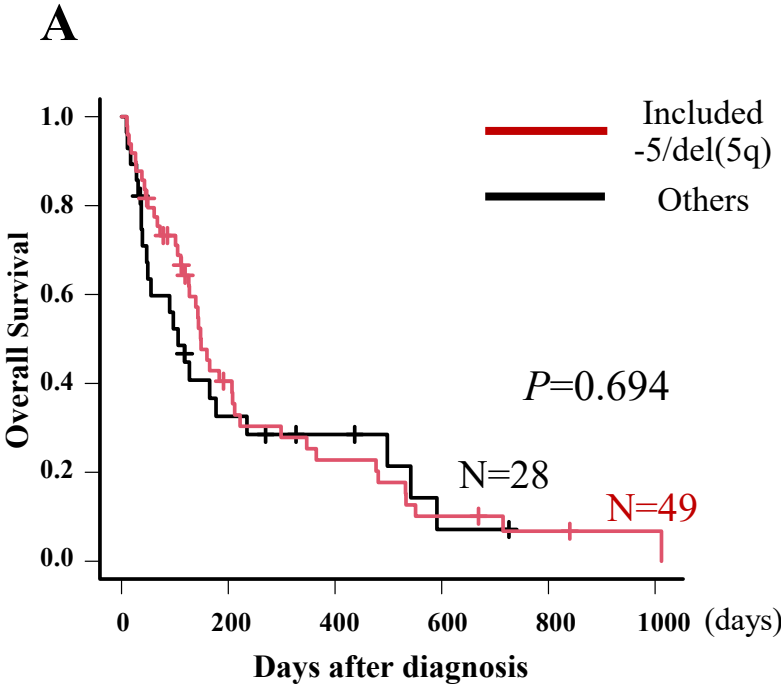 A
Included
-5/del(5q)
Others
Overall Survival
1.0
0.8
0.6
0.4
0.2
0.0
P=0.694
N=28
N=49
0
200
400
600
800
1000
(days)
Days after diagnosis